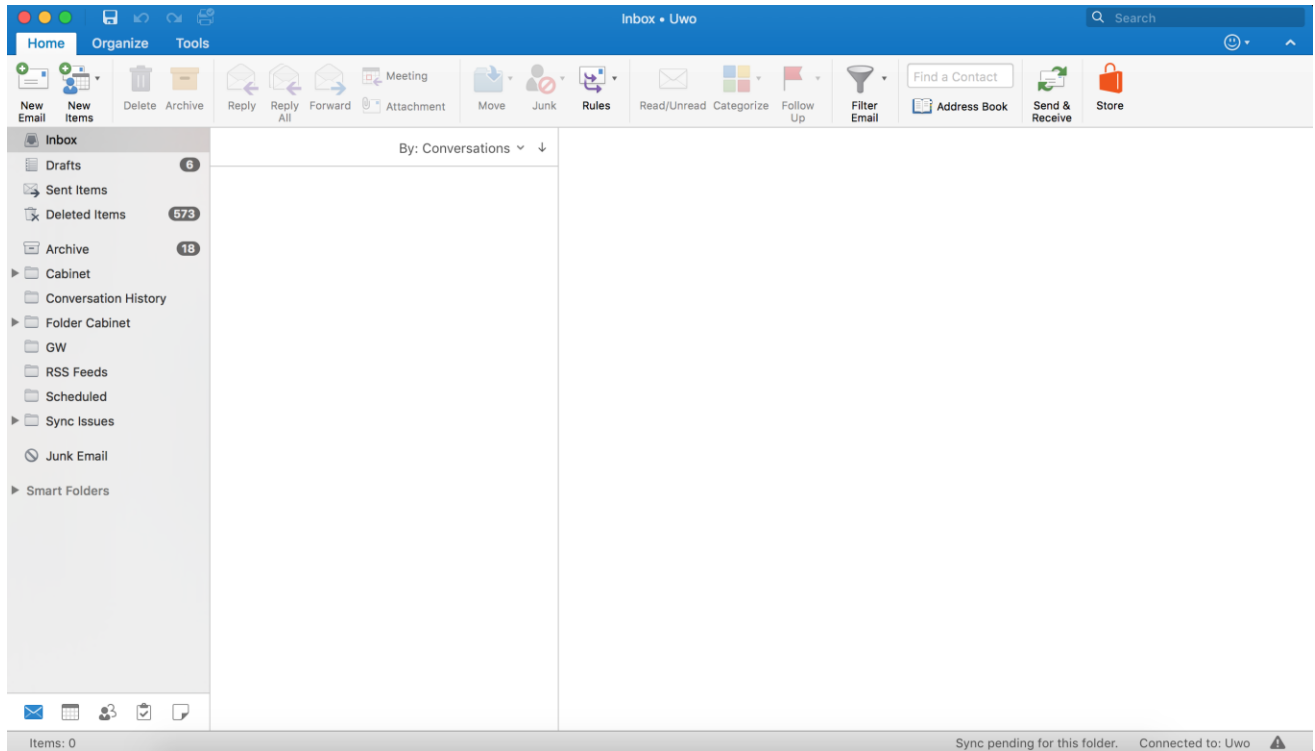 Inbox • Uwo
Search
Home Organize Tools
New Email
New Items
Delete
Archive
Reply
Reply All
Forward
Meeting
Attachment
Move
Junk
Rules
Read/Unread
Categorize
Follow Up
Filter Email
Find a Contact
Address Book
Send & Receive
Store
Inbox
Drafts 6
Sent Items
Deleted Items 573
Archive 18
Cabinet
Conversation History
Folder Cabinet
GW
RSS Feeds
Scheduled
Sync Issues
Junk Email
Smart Folders
By: Conversations
Items: 0
Sync pending for this folder. Connected to: Uwo